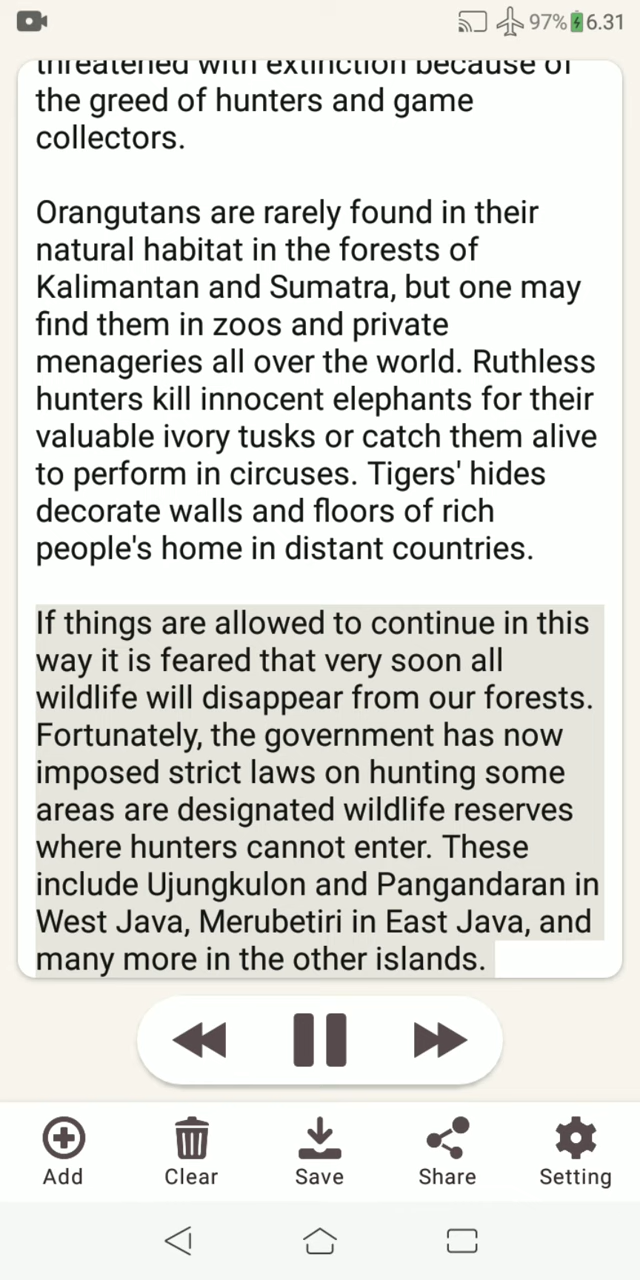 97% 6.31
threatened with extinction because of
the greed of hunters and game
collectors.
Orangutans are rarely found in their
natural habitat in the forests of
Kalimantan and Sumatra, but one may
find them in zoos and private
menageries all over the world. Ruthless
hunters kill innocent elephants for their
valuable ivory tusks or catch them alive
to perform in circuses. Tigers' hides
decorate walls and floors of rich
people's home in distant countries.
If things are allowed to continue in this
way it is feared that very soon all
wildlife will disappear from our forests.
Fortunately, the government has now
imposed strict laws on hunting some
areas are designated wildlife reserves
where hunters cannot enter. These
include Ujungkulon and Pangandaran in
West Java, Merubetiri in East Java, and
many more in the other islands.
Add Clear Save Share Setting